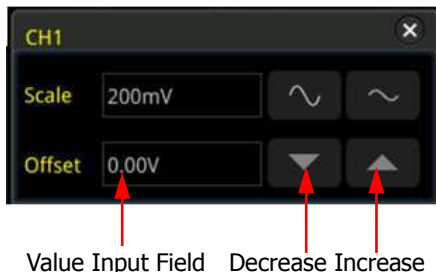 CH1
Scale 200mV
Offset 0.00V
Value Input Field Decrease Increase